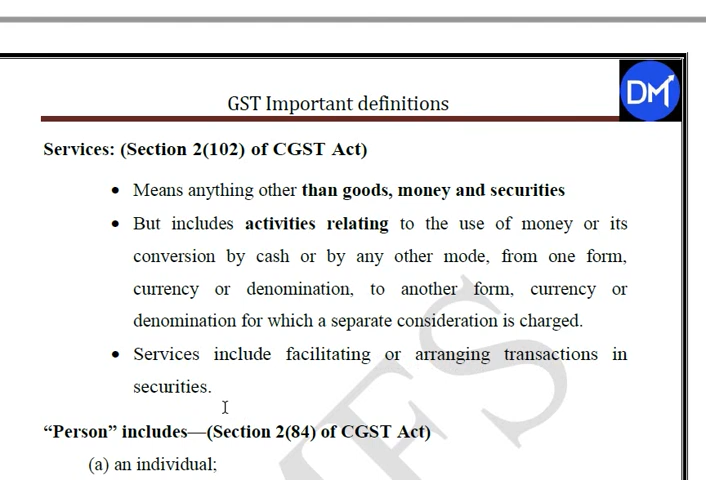 GST Important definitions
DM
Services: (Section 2(102) of CGST Act)
• Means anything other than goods, money and securities
• But includes activities relating to the use of money or its
conversion by cash or by any other mode, from one form,
currency or denomination, to another form, currency or
denomination for which a separate consideration is charged.
• Services include facilitating or arranging transactions in
securities.
“Person” includes—(Section 2(84) of CGST Act)
(a) an individual;